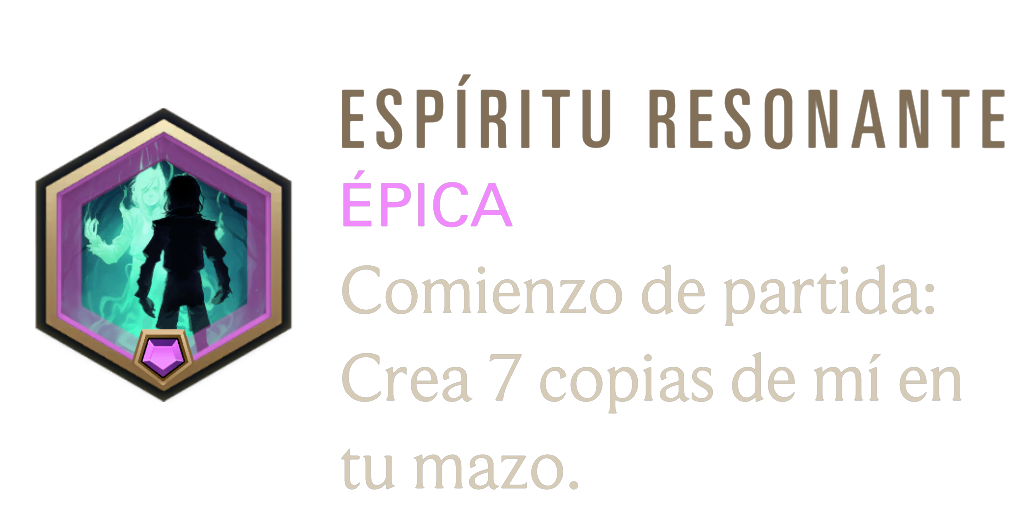 ESPÍRITU RESONANTE
ÉPICA
Comienzo de partida:
Crea 7 copias de mí en
tu mazo.